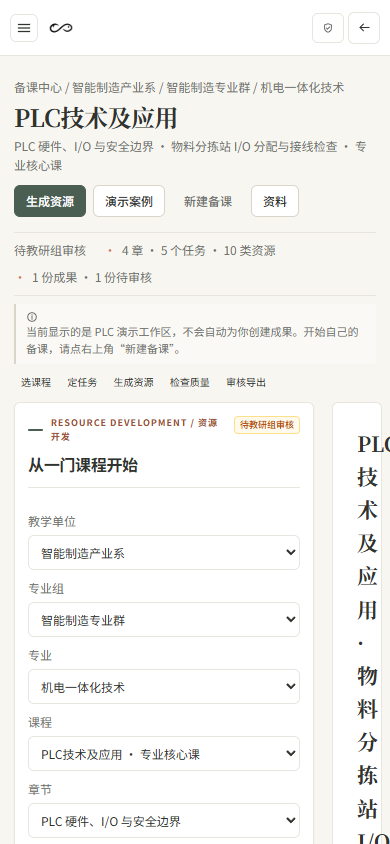 备课中心 / 智能制造产业系 / 智能制造专业群 / 机电一体化技术
PLC技术及应用
PLC 硬件、I/O 与安全边界 · 物料分拣站 I/O 分配与接线检查 · 专
业核心课
生成资源
演示案例
新建备课
资料
待教研组审核 · 4 章 · 5 个任务 · 10 类资源
· 1 份成果 · 1 份待审核
当前显示的是 PLC 演示工作区，不会自动为你创建成果。开始自己的
备课，请点右上角“新建备课”。
选课程 定任务 生成资源 检查质量 审核导出
RESOURCE DEVELOPMENT / 资源
开发
待教研组审核
从一门课程开始
教学单位
智能制造产业系
专业组
智能制造专业群
专业
机电一体化技术
课程
PLC技术及应用 · 专业核心课
章节
PLC 硬件、I/O 与安全边界
PLC
技
术
及
应
用
·
物
料
分
拣
站
I/O